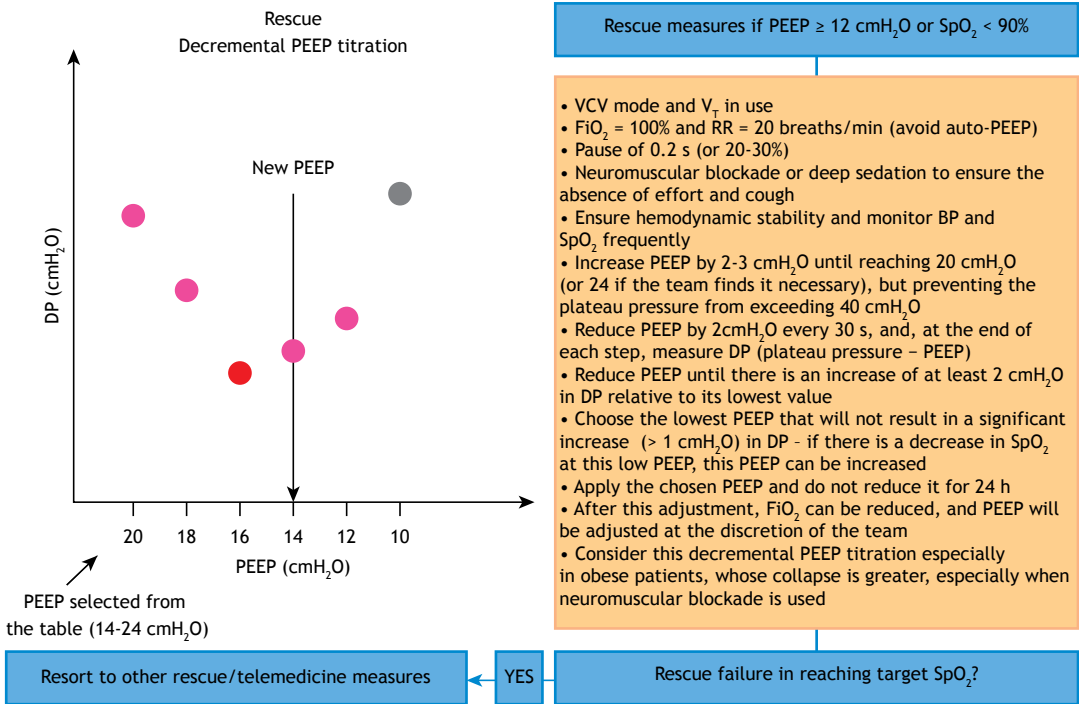 Rescue
Decremental PEEP titration
DP (cmH₂O)
New PEEP
20 18 16 14 12 10
PEEP (cmH₂O)
PEEP selected from
the table (14-24 cmH₂O)
Rescue measures if PEEP ≥ 12 cmH₂O or SpO₂ < 90%
• VCV mode and V_T in use
• FiO₂ = 100% and RR = 20 breaths/min (avoid auto-PEEP)
• Pause of 0.2 s (or 20-30%)
• Neuromuscular blockade or deep sedation to ensure the
absence of effort and cough
• Ensure hemodynamic stability and monitor BP and
SpO₂ frequently
• Increase PEEP by 2-3 cmH₂O until reaching 20 cmH₂O
(or 24 if the team finds it necessary), but preventing the
plateau pressure from exceeding 40 cmH₂O
• Reduce PEEP by 2cmH₂O every 30 s, and, at the end of
each step, measure DP (plateau pressure – PEEP)
• Reduce PEEP until there is an increase of at least 2 cmH₂O
in DP relative to its lowest value
• Choose the lowest PEEP that will not result in a significant
increase (> 1 cmH₂O) in DP – if there is a decrease in SpO₂
at this low PEEP, this PEEP can be increased
• Apply the chosen PEEP and do not reduce it for 24 h
• After this adjustment, FiO₂ can be reduced, and PEEP will
be adjusted at the discretion of the team
• Consider this decremental PEEP titration especially
in obese patients, whose collapse is greater, especially when
neuromuscular blockade is used
Rescue failure in reaching target SpO₂?
YES
Resort to other rescue/telemedicine measures